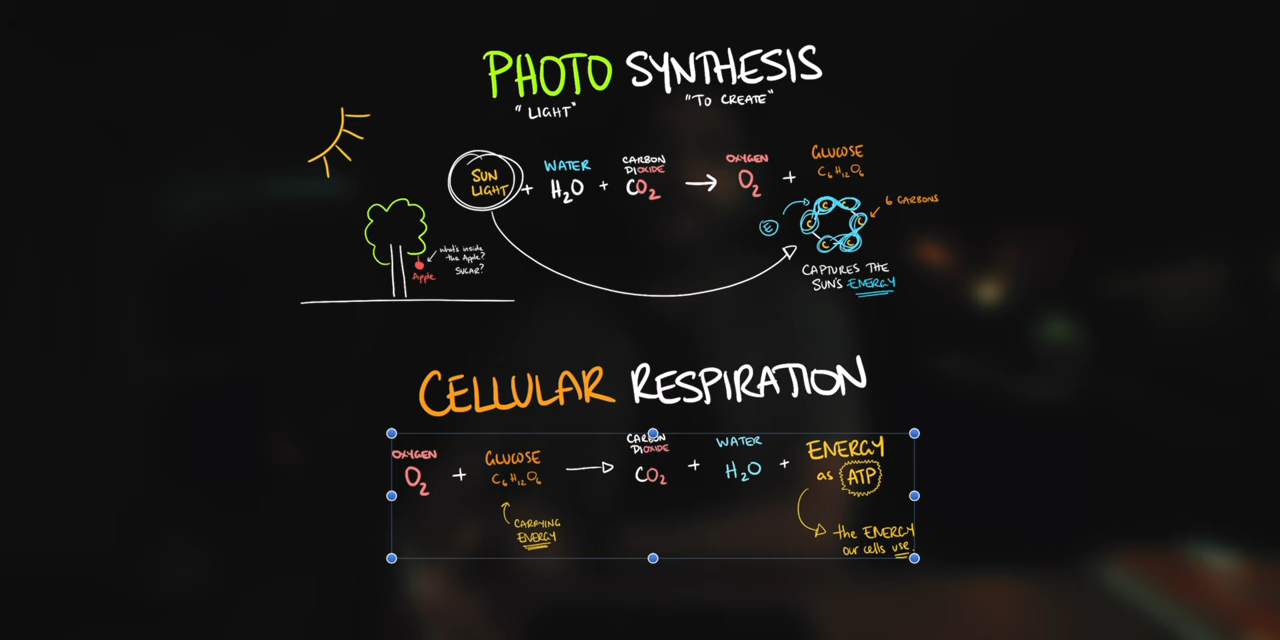 PHOTO SYNTHESIS
"LIGHT"
"TO CREATE"
SUN
LIGHT
+
WATER
H₂O
+
CARBON
DIOXIDE
CO₂
→
OXYGEN
O₂
+
GLUCOSE
C₆H₁₂O₆
E
C C C C C C
6 CARBONS
CAPTURES THE
SUN'S ENERGY
what's inside
the Apple?
SUGAR?
Apple
CELLULAR RESPIRATION
OXYGEN
O₂
+
GLUCOSE
C₆H₁₂O₆
CARRYING
ENERGY
→
CARBON
DIOXIDE
CO₂
+
WATER
H₂O
+
ENERGY
as ATP
the ENERGY
our cells use